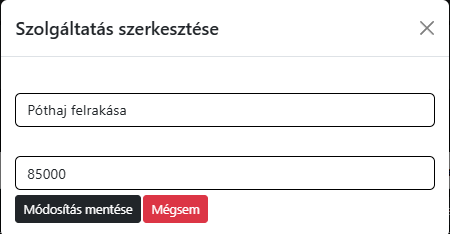 Szolgáltatás szerkesztése
Póthaj felrakása
85000
Módosítás mentése
Mégsem